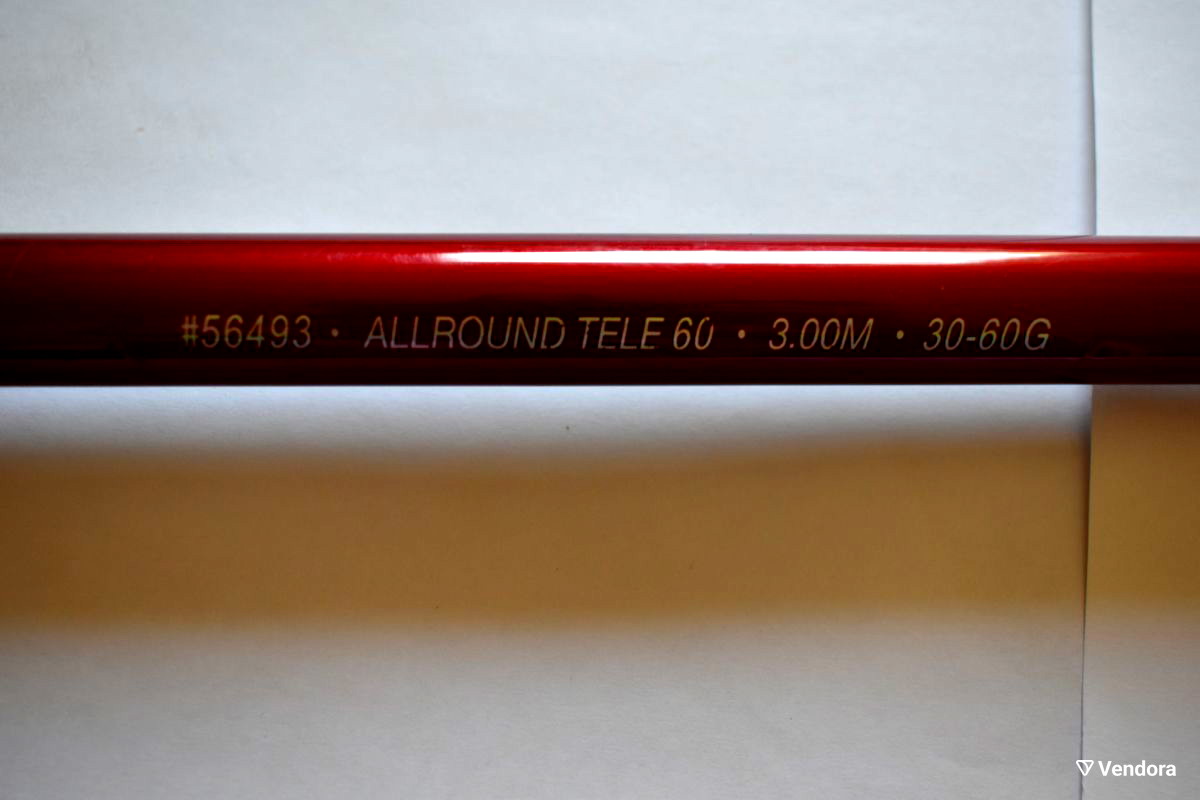 #56493 · ALLROUND TELE 60 · 3.00M · 30-60G
Vendora